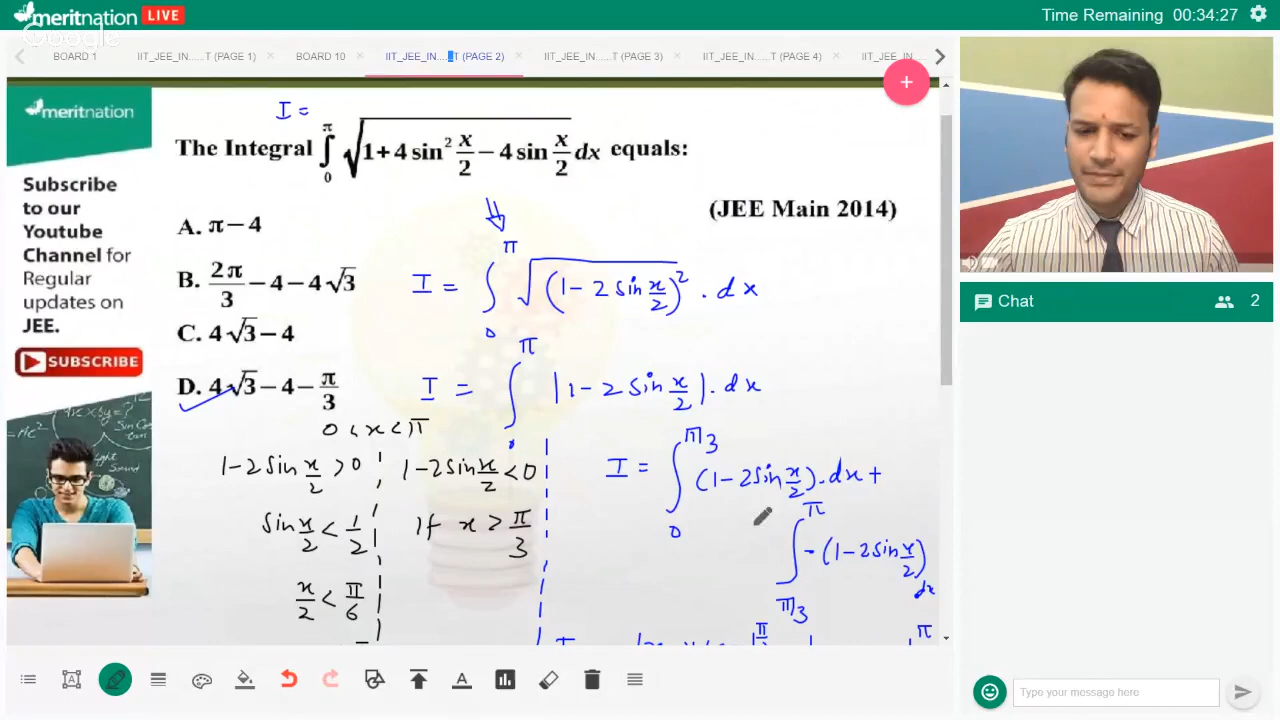 meritnation LIVE
Google
Time Remaining 00:34:27
BOARD 1
IIT_JEE_IN......T (PAGE 1) ×
BOARD 10 ×
IIT_JEE_IN......T (PAGE 2) ×
IIT_JEE_IN......T (PAGE 3) ×
IIT_JEE_IN......T (PAGE 4) ×
IIT_JEE_IN...
meritnation
Subscribe
to our
Youtube
Channel for
Regular
updates on
JEE.
SUBSCRIBE
I =
The Integral ∫₀^π √(1+4 sin² x/2 − 4 sin x/2) dx equals:
(JEE Main 2014)
A. π − 4
B. 2π/3 − 4 − 4√3
C. 4√3 − 4
D. 4√3 − 4 − π/3
I = ∫₀^π √(1 − 2 sin x/2)² . dx
I = ∫₀^π |1 − 2 sin x/2| . dx
0 < x < π
1 − 2 sin x/2 > 0
sin x/2 < 1/2
x/2 < π/6
1 − 2 sin x/2 < 0
if x > π/3
I = ∫₀^π/3 (1 − 2 sin x/2) . dx +
∫π/3^π − (1 − 2 sin x/2) dx
Chat
2
Type your message here